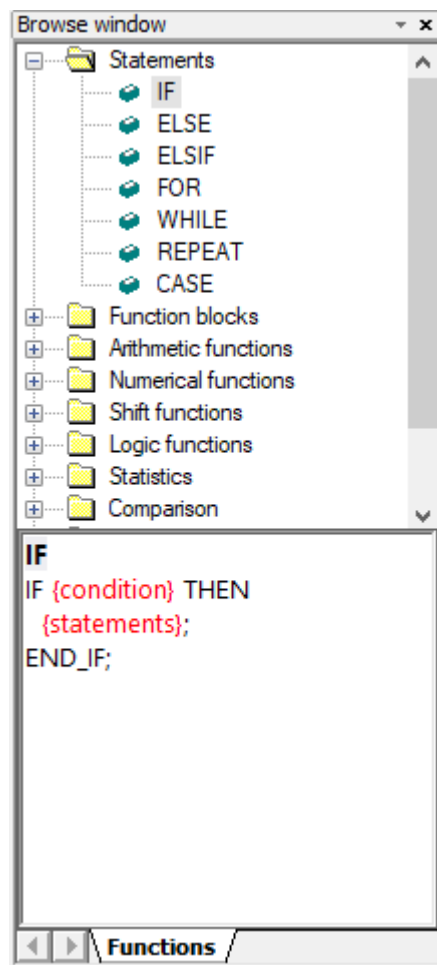 Browse window
Statements
IF
ELSE
ELSIF
FOR
WHILE
REPEAT
CASE
Function blocks
Arithmetic functions
Numerical functions
Shift functions
Logic functions
Statistics
Comparison
IF
IF {condition} THEN
{statements};
END_IF;
Functions